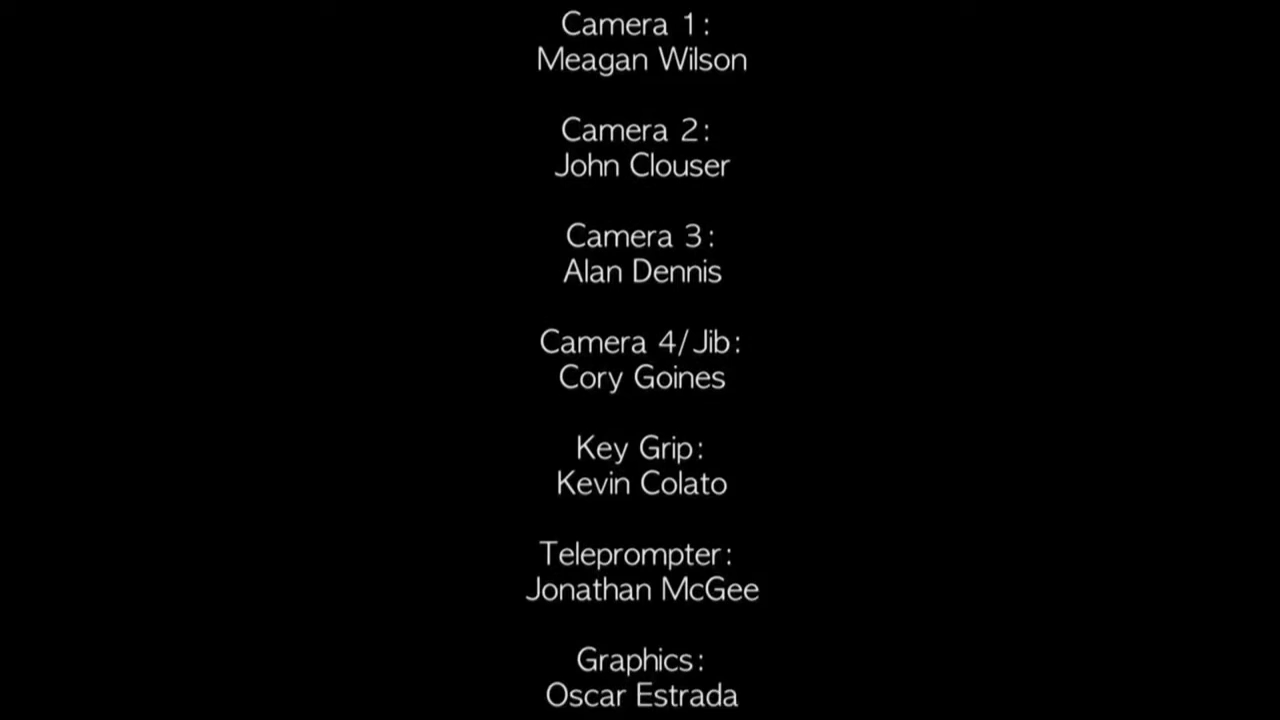 Camera 1:
Meagan Wilson
Camera 2:
John Clouser
Camera 3:
Alan Dennis
Camera 4/Jib:
Cory Goines
Key Grip:
Kevin Colato
Teleprompter:
Jonathan McGee
Graphics:
Oscar Estrada